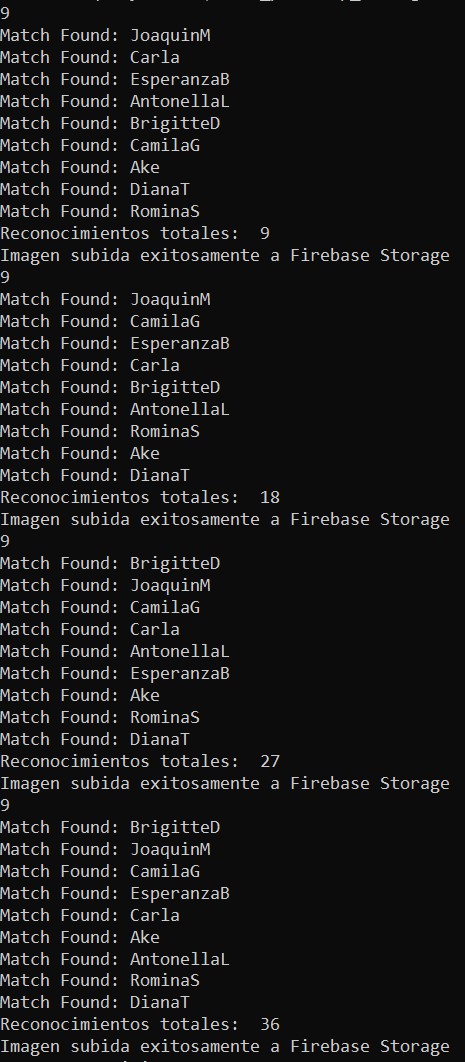 9
Match Found: JoaquinM
Match Found: Carla
Match Found: EsperanzaB
Match Found: AntonellaL
Match Found: BrigitteD
Match Found: CamilaG
Match Found: Ake
Match Found: DianaT
Match Found: RominaS
Reconocimientos totales:  9
Imagen subida exitosamente a Firebase Storage
9
Match Found: JoaquinM
Match Found: CamilaG
Match Found: EsperanzaB
Match Found: Carla
Match Found: BrigitteD
Match Found: AntonellaL
Match Found: RominaS
Match Found: Ake
Match Found: DianaT
Reconocimientos totales:  18
Imagen subida exitosamente a Firebase Storage
9
Match Found: BrigitteD
Match Found: JoaquinM
Match Found: CamilaG
Match Found: Carla
Match Found: AntonellaL
Match Found: EsperanzaB
Match Found: Ake
Match Found: RominaS
Match Found: DianaT
Reconocimientos totales:  27
Imagen subida exitosamente a Firebase Storage
9
Match Found: BrigitteD
Match Found: JoaquinM
Match Found: CamilaG
Match Found: EsperanzaB
Match Found: Carla
Match Found: Ake
Match Found: AntonellaL
Match Found: RominaS
Match Found: DianaT
Reconocimientos totales:  36
Imagen subida exitosamente a Firebase Storage